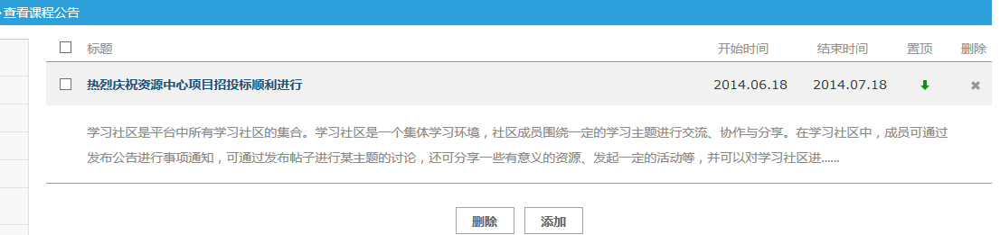 查看课程公告
标题 开始时间 结束时间 置顶 删除
热烈庆祝资源中心项目招投标顺利进行 2014.06.18 2014.07.18
学习社区是平台中所有学习社区的集合。学习社区是一个集体学习环境，社区成员围绕一定的学习主题进行交流、协作与分享。在学习社区中，成员可通过
发布公告进行事项通知，可通过发布帖子进行某主题的讨论，还可分享一些有意义的资源、发起一定的活动等，并可以对学习社区进......
删除 添加